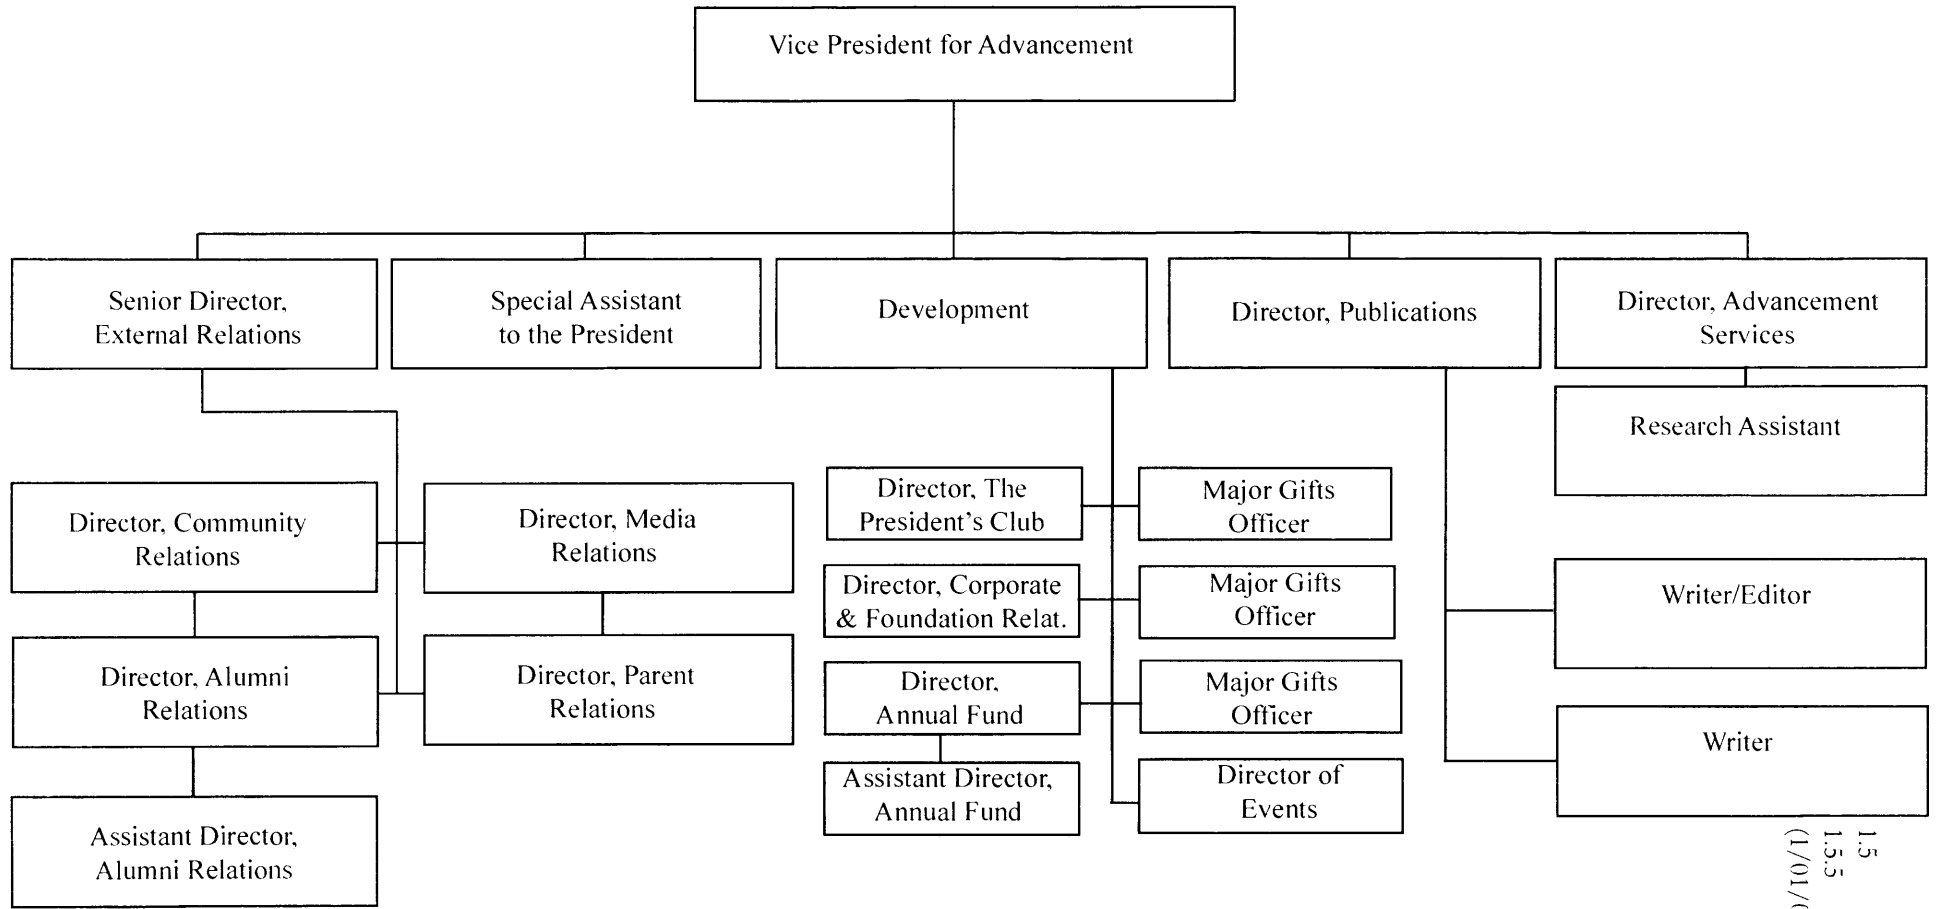 Vice President for Advancement
Senior Director,
External Relations
Special Assistant
to the President
Development
Director, Publications
Director, Advancement
Services
Research Assistant
Director, Community
Relations
Director, Media
Relations
Director, Alumni
Relations
Director, Parent
Relations
Assistant Director,
Alumni Relations
Director, The
President's Club
Major Gifts
Officer
Director, Corporate
& Foundation Relat.
Major Gifts
Officer
Director,
Annual Fund
Major Gifts
Officer
Assistant Director,
Annual Fund
Director of
Events
Writer/Editor
Writer
1.5
1.5.5
(1/01/